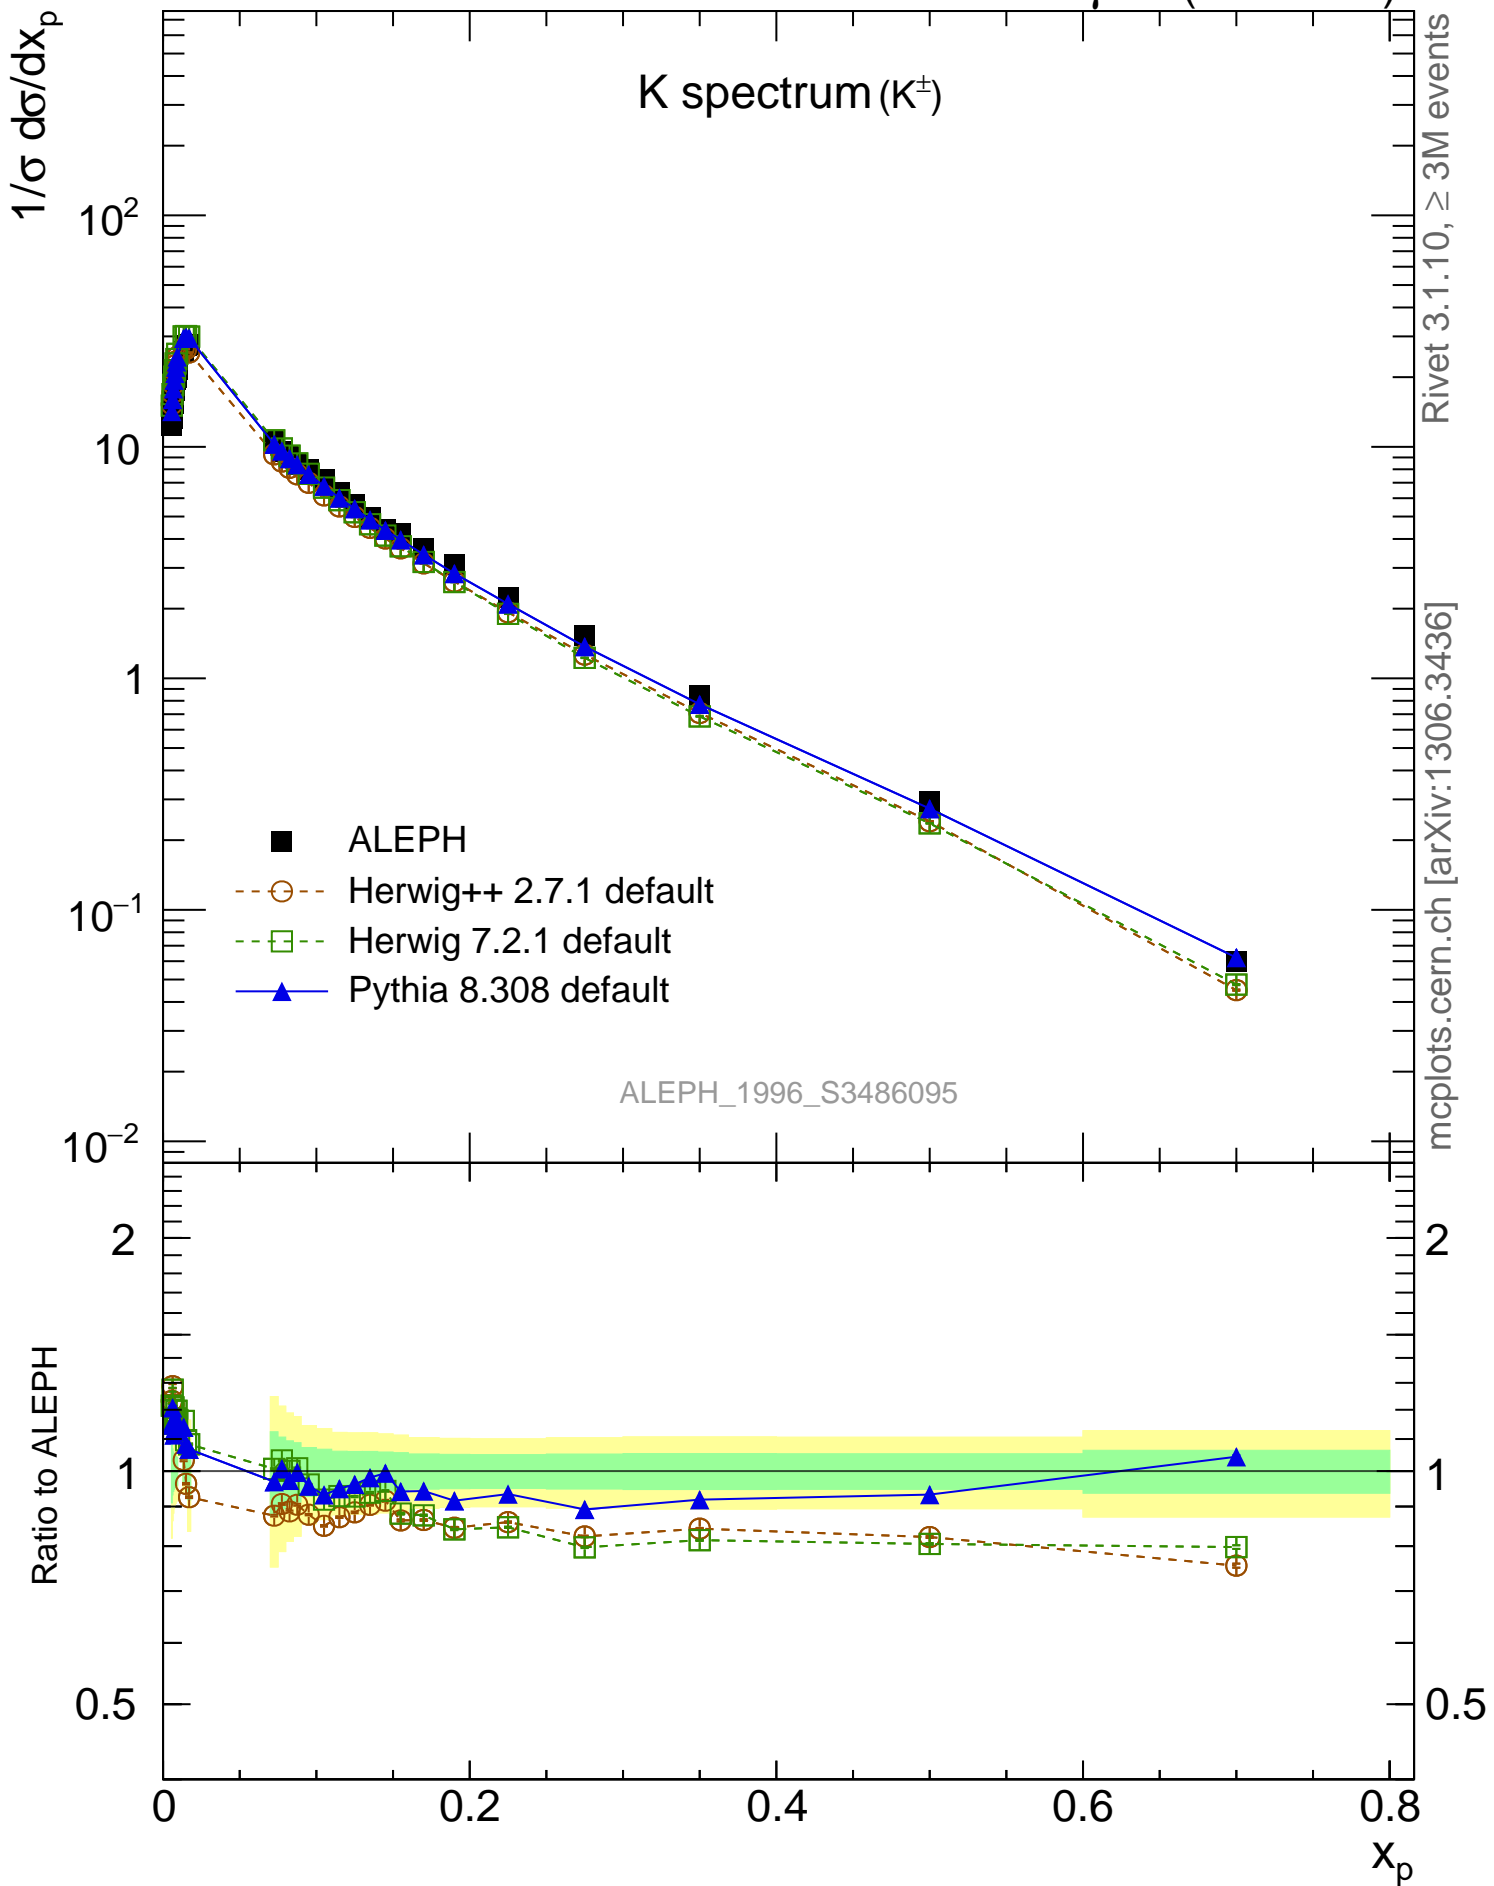 K spectrum (K±)
1/σ dσ/dxp
10²
10
1
10⁻¹
10⁻²
ALEPH
Herwig++ 2.7.1 default
Herwig 7.2.1 default
Pythia 8.308 default
ALEPH_1996_S3486095
Rivet 3.1.10, ≥ 3M events
mcplots.cern.ch [arXiv:1306.3436]
Ratio to ALEPH
2
1
0.5
2
1
0.5
0
0.2
0.4
0.6
0.8
xp